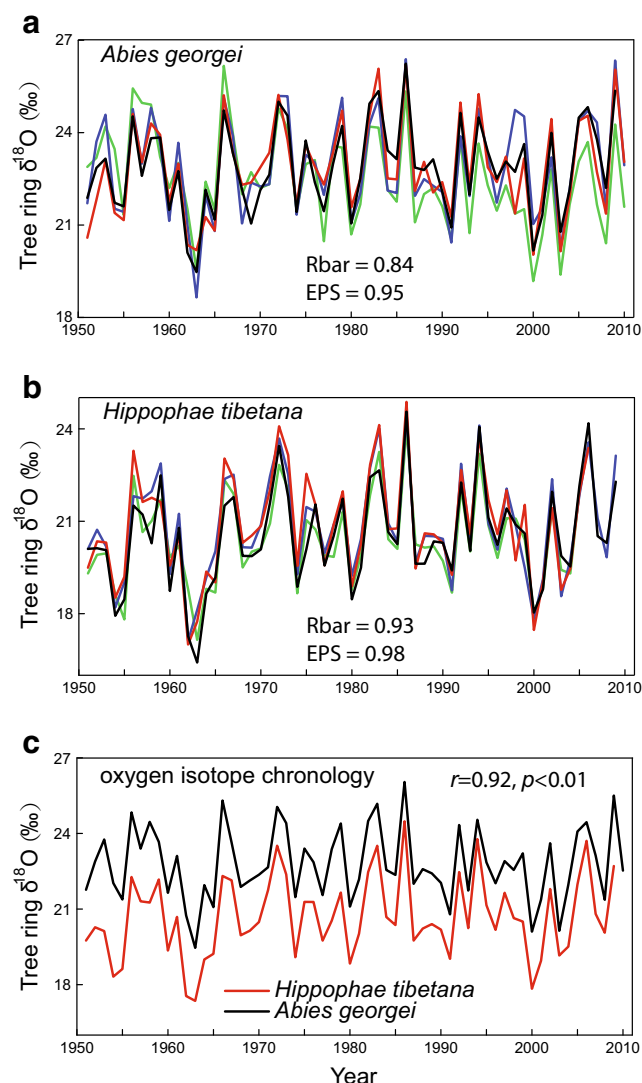 a
Abies georgei
27
24
21
18
Tree ring δ¹⁸O (‰)
Rbar = 0.84
EPS = 0.95
1950 1960 1970 1980 1990 2000 2010
b
Hippophae tibetana
24
21
18
Tree ring δ¹⁸O (‰)
Rbar = 0.93
EPS = 0.98
1950 1960 1970 1980 1990 2000 2010
c
oxygen isotope chronology
r=0.92, p<0.01
27
24
21
18
Tree ring δ¹⁸O (‰)
Hippophae tibetana
Abies georgei
1950 1960 1970 1980 1990 2000 2010
Year